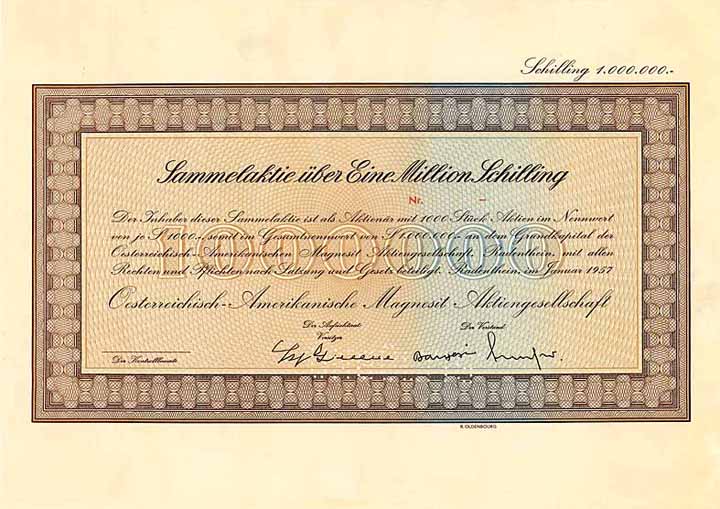 Schilling 1.000.000.-
Sammelaktie über Eine Million Schilling
Nr. –
Der Inhaber dieser Sammelaktie ist als Aktionär mit 1000 Stück Aktien im Nennwert
von je S 1000.-, somit im Gesamtnennwert von S 1,000.000.- an dem Grundkapital der
Oesterreichisch-Amerikanischen Magnesit Aktiengesellschaft, Radenthein, mit allen
Rechten und Pflichten nach Satzung und Gesetz beteiligt. Radenthein, im Januar 1957
1000000
Oesterreichisch-Amerikanische Magnesit Aktiengesellschaft
Der Aufsichtsrat
Vorsitzer
Der Vorstand
Der Kontrollbeamte
R. OLDENBOURG